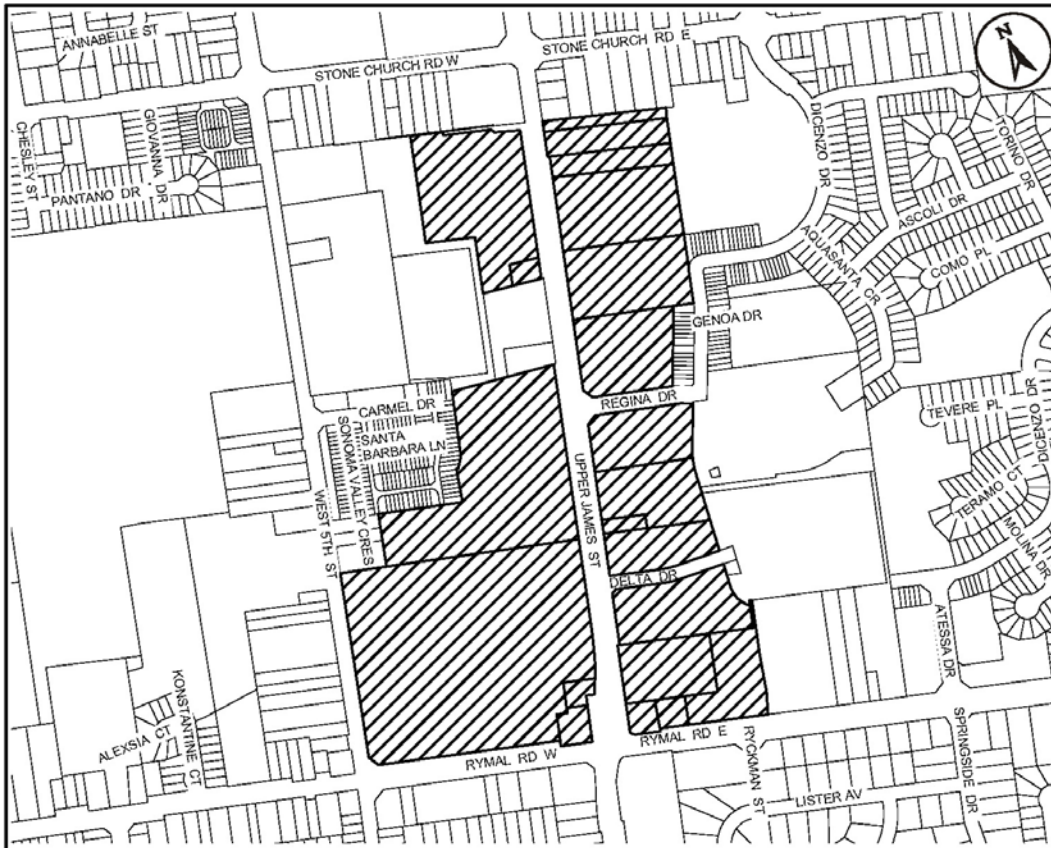 ANNABELLE ST
STONE CHURCH RD W
STONE CHURCH RD E
N
CHESLEY ST
GIOVANNA DR
PANTANO DR
DICENZO DR
TORINO DR
ASCOLI DR
AQUASANTA CR
COMO PL
GENOA DR
REGINA DR
CARMEL DR
SANTA
BARBARA LN
SONOMA VALLEY CRES
WEST 5TH ST
UPPER JAMES ST
DELTA DR
TEVERE PL
DICENZO DR
TERAMO CT
MOLINA DR
ATESSA DR
KONSTANTINE CT
ALEXSIA CT
RYMAL RD W
RYMAL RD E
RYCKMAN ST
SPRINGSIDE DR
LISTER AV